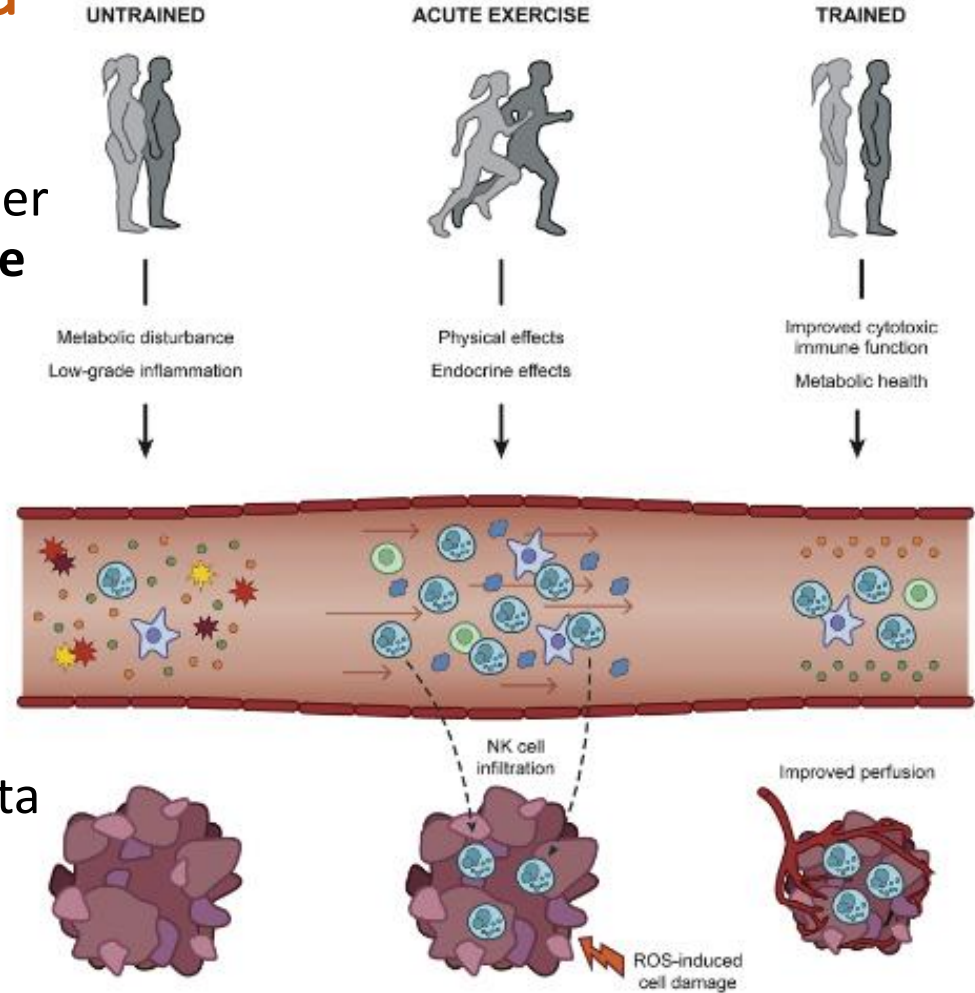 UNTRAINED
ACUTE EXERCISE
TRAINED
er
e
Metabolic disturbance
Low-grade inflammation
Physical effects
Endocrine effects
Improved cytotoxic
immune function
Metabolic health
NK cell
infiltration
Improved perfusion
ta
ROS-induced
cell damage